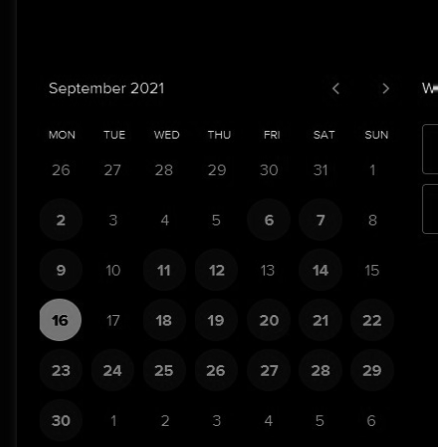 September 2021 < >
MON TUE WED THU FRI SAT SUN
26 27 28 29 30 31 1
2 3 4 5 6 7 8
9 10 11 12 13 14 15
16 17 18 19 20 21 22
23 24 25 26 27 28 29
30 1 2 3 4 5 6